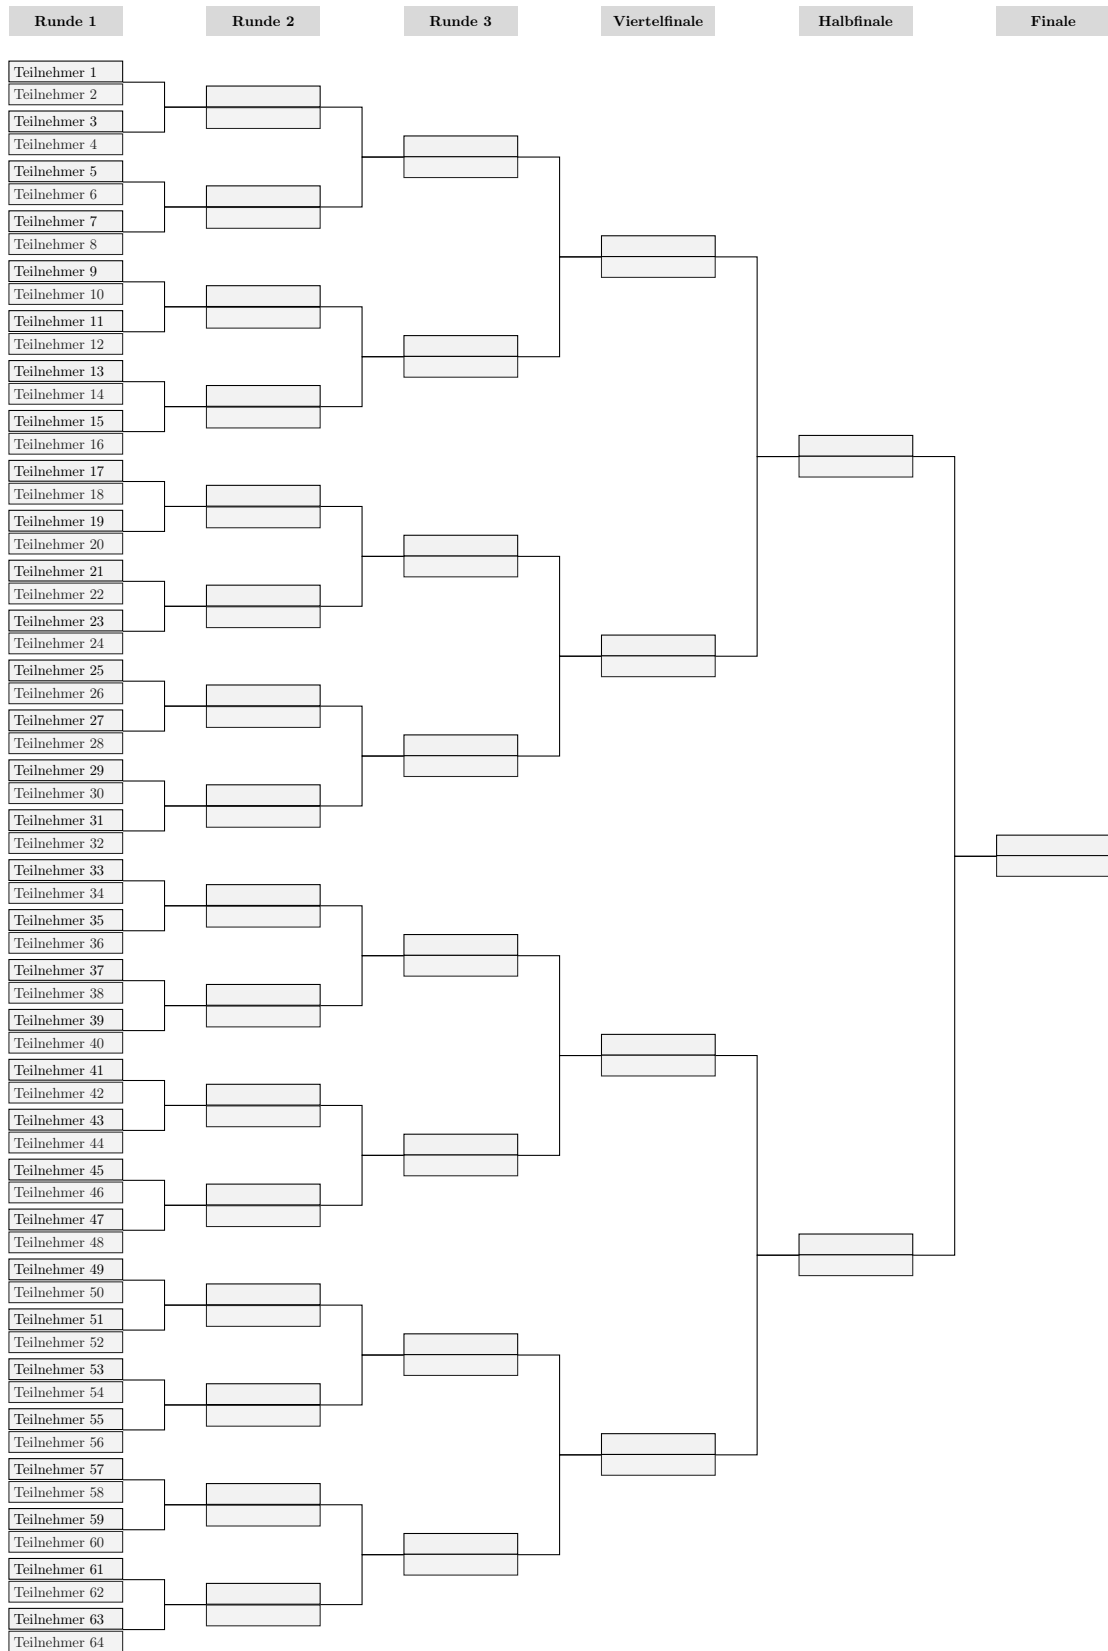 Runde 1
Runde 2
Runde 3
Viertelfinale
Halbfinale
Finale
Teilnehmer 1
Teilnehmer 2
Teilnehmer 3
Teilnehmer 4
Teilnehmer 5
Teilnehmer 6
Teilnehmer 7
Teilnehmer 8
Teilnehmer 9
Teilnehmer 10
Teilnehmer 11
Teilnehmer 12
Teilnehmer 13
Teilnehmer 14
Teilnehmer 15
Teilnehmer 16
Teilnehmer 17
Teilnehmer 18
Teilnehmer 19
Teilnehmer 20
Teilnehmer 21
Teilnehmer 22
Teilnehmer 23
Teilnehmer 24
Teilnehmer 25
Teilnehmer 26
Teilnehmer 27
Teilnehmer 28
Teilnehmer 29
Teilnehmer 30
Teilnehmer 31
Teilnehmer 32
Teilnehmer 33
Teilnehmer 34
Teilnehmer 35
Teilnehmer 36
Teilnehmer 37
Teilnehmer 38
Teilnehmer 39
Teilnehmer 40
Teilnehmer 41
Teilnehmer 42
Teilnehmer 43
Teilnehmer 44
Teilnehmer 45
Teilnehmer 46
Teilnehmer 47
Teilnehmer 48
Teilnehmer 49
Teilnehmer 50
Teilnehmer 51
Teilnehmer 52
Teilnehmer 53
Teilnehmer 54
Teilnehmer 55
Teilnehmer 56
Teilnehmer 57
Teilnehmer 58
Teilnehmer 59
Teilnehmer 60
Teilnehmer 61
Teilnehmer 62
Teilnehmer 63
Teilnehmer 64